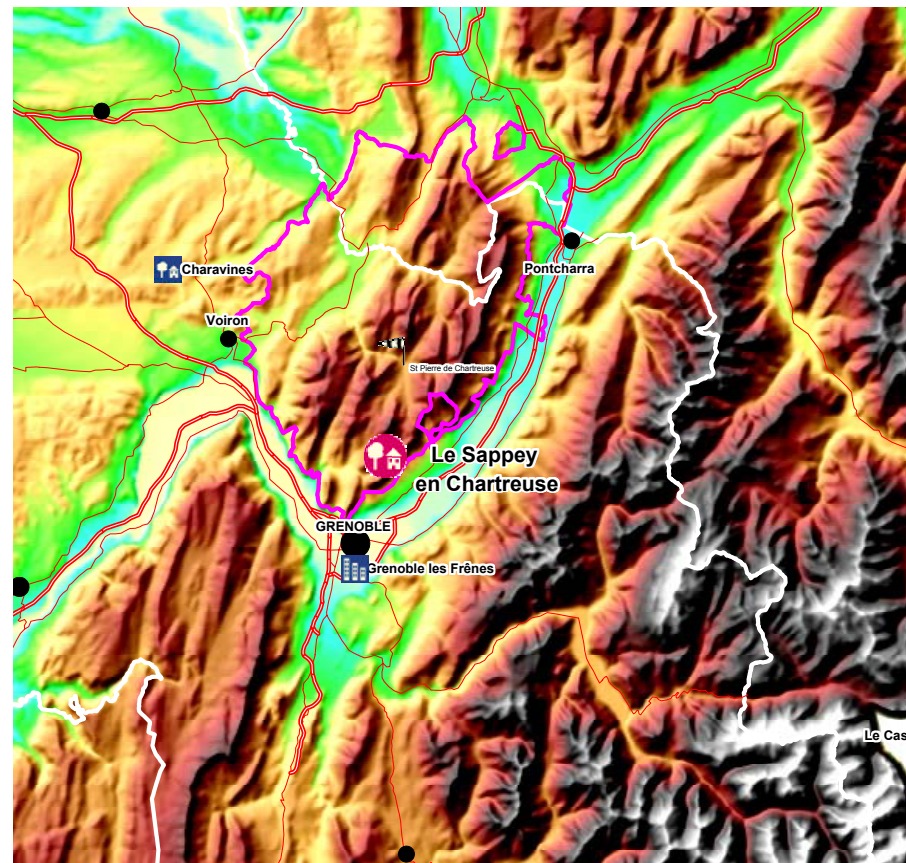 Charavines
Pontcharra
Voiron
St Pierre de Chartreuse
Le Sappey
en Chartreuse
GRENOBLE
Grenoble les Frênes
Le Cas